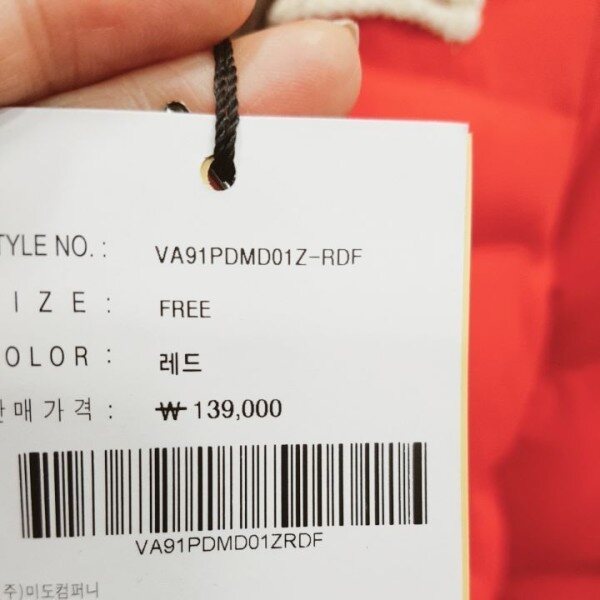 TYLE NO. : VA91PDMD01Z-RDF
IZE : FREE
OLOR : 레드
매가격 : ₩ 139,000
VA91PDMD01ZRDF
주)미도컴퍼니